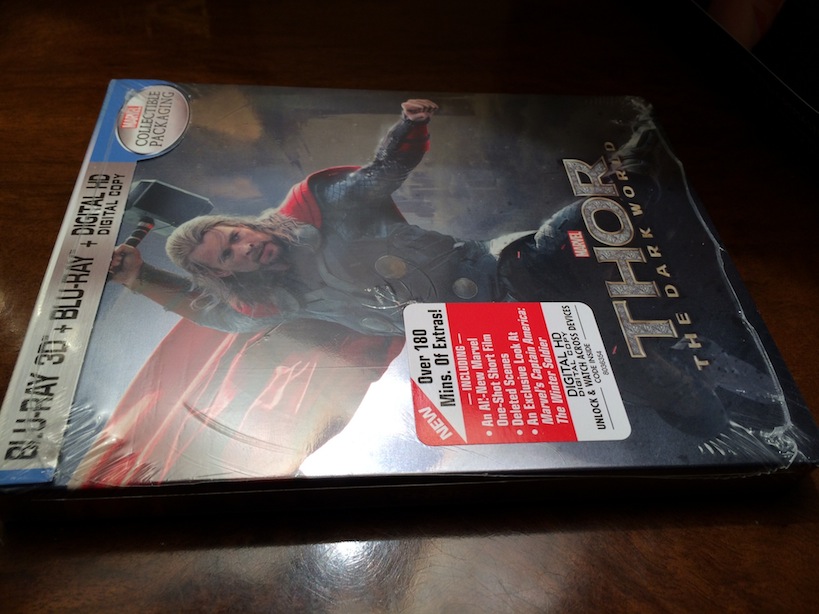 BLU-RAY 3D + BLU-RAY + DIGITAL HD
DIGITAL COPY
MARVEL
COLLECTIBLE
PACKAGING
MARVEL
THOR
THE DARK WORLD
NEW
Over 180
Mins. Of Extras!
— INCLUDING —
• An All-New Marvel
One-Shot Short Film
• Deleted Scenes
• An Exclusive Look At
Marvel's Captain America:
The Winter Soldier
DIGITAL HD
DIGITAL COPY
UNLOCK & WATCH ACROSS DEVICES
CODE INSIDE